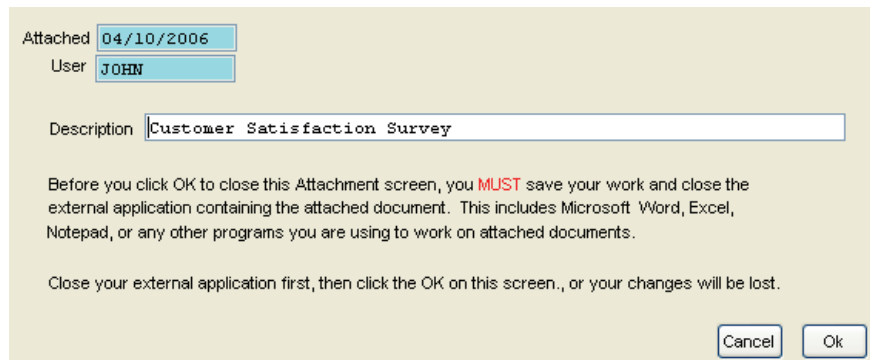 Attached 04/10/2006
User JOHN
Description Customer Satisfaction Survey
Before you click OK to close this Attachment screen, you MUST save your work and close the
external application containing the attached document. This includes Microsoft Word, Excel,
Notepad, or any other programs you are using to work on attached documents.
Close your external application first, then click the OK on this screen., or your changes will be lost.
Cancel Ok